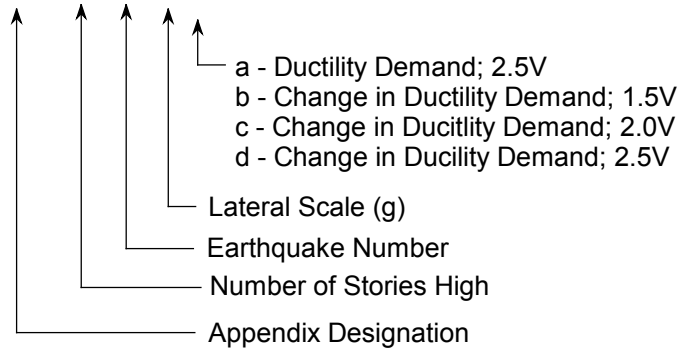 a - Ductility Demand; 2.5V
b - Change in Ductility Demand; 1.5V
c - Change in Ducitlity Demand; 2.0V
d - Change in Ducility Demand; 2.5V
Lateral Scale (g)
Earthquake Number
Number of Stories High
Appendix Designation